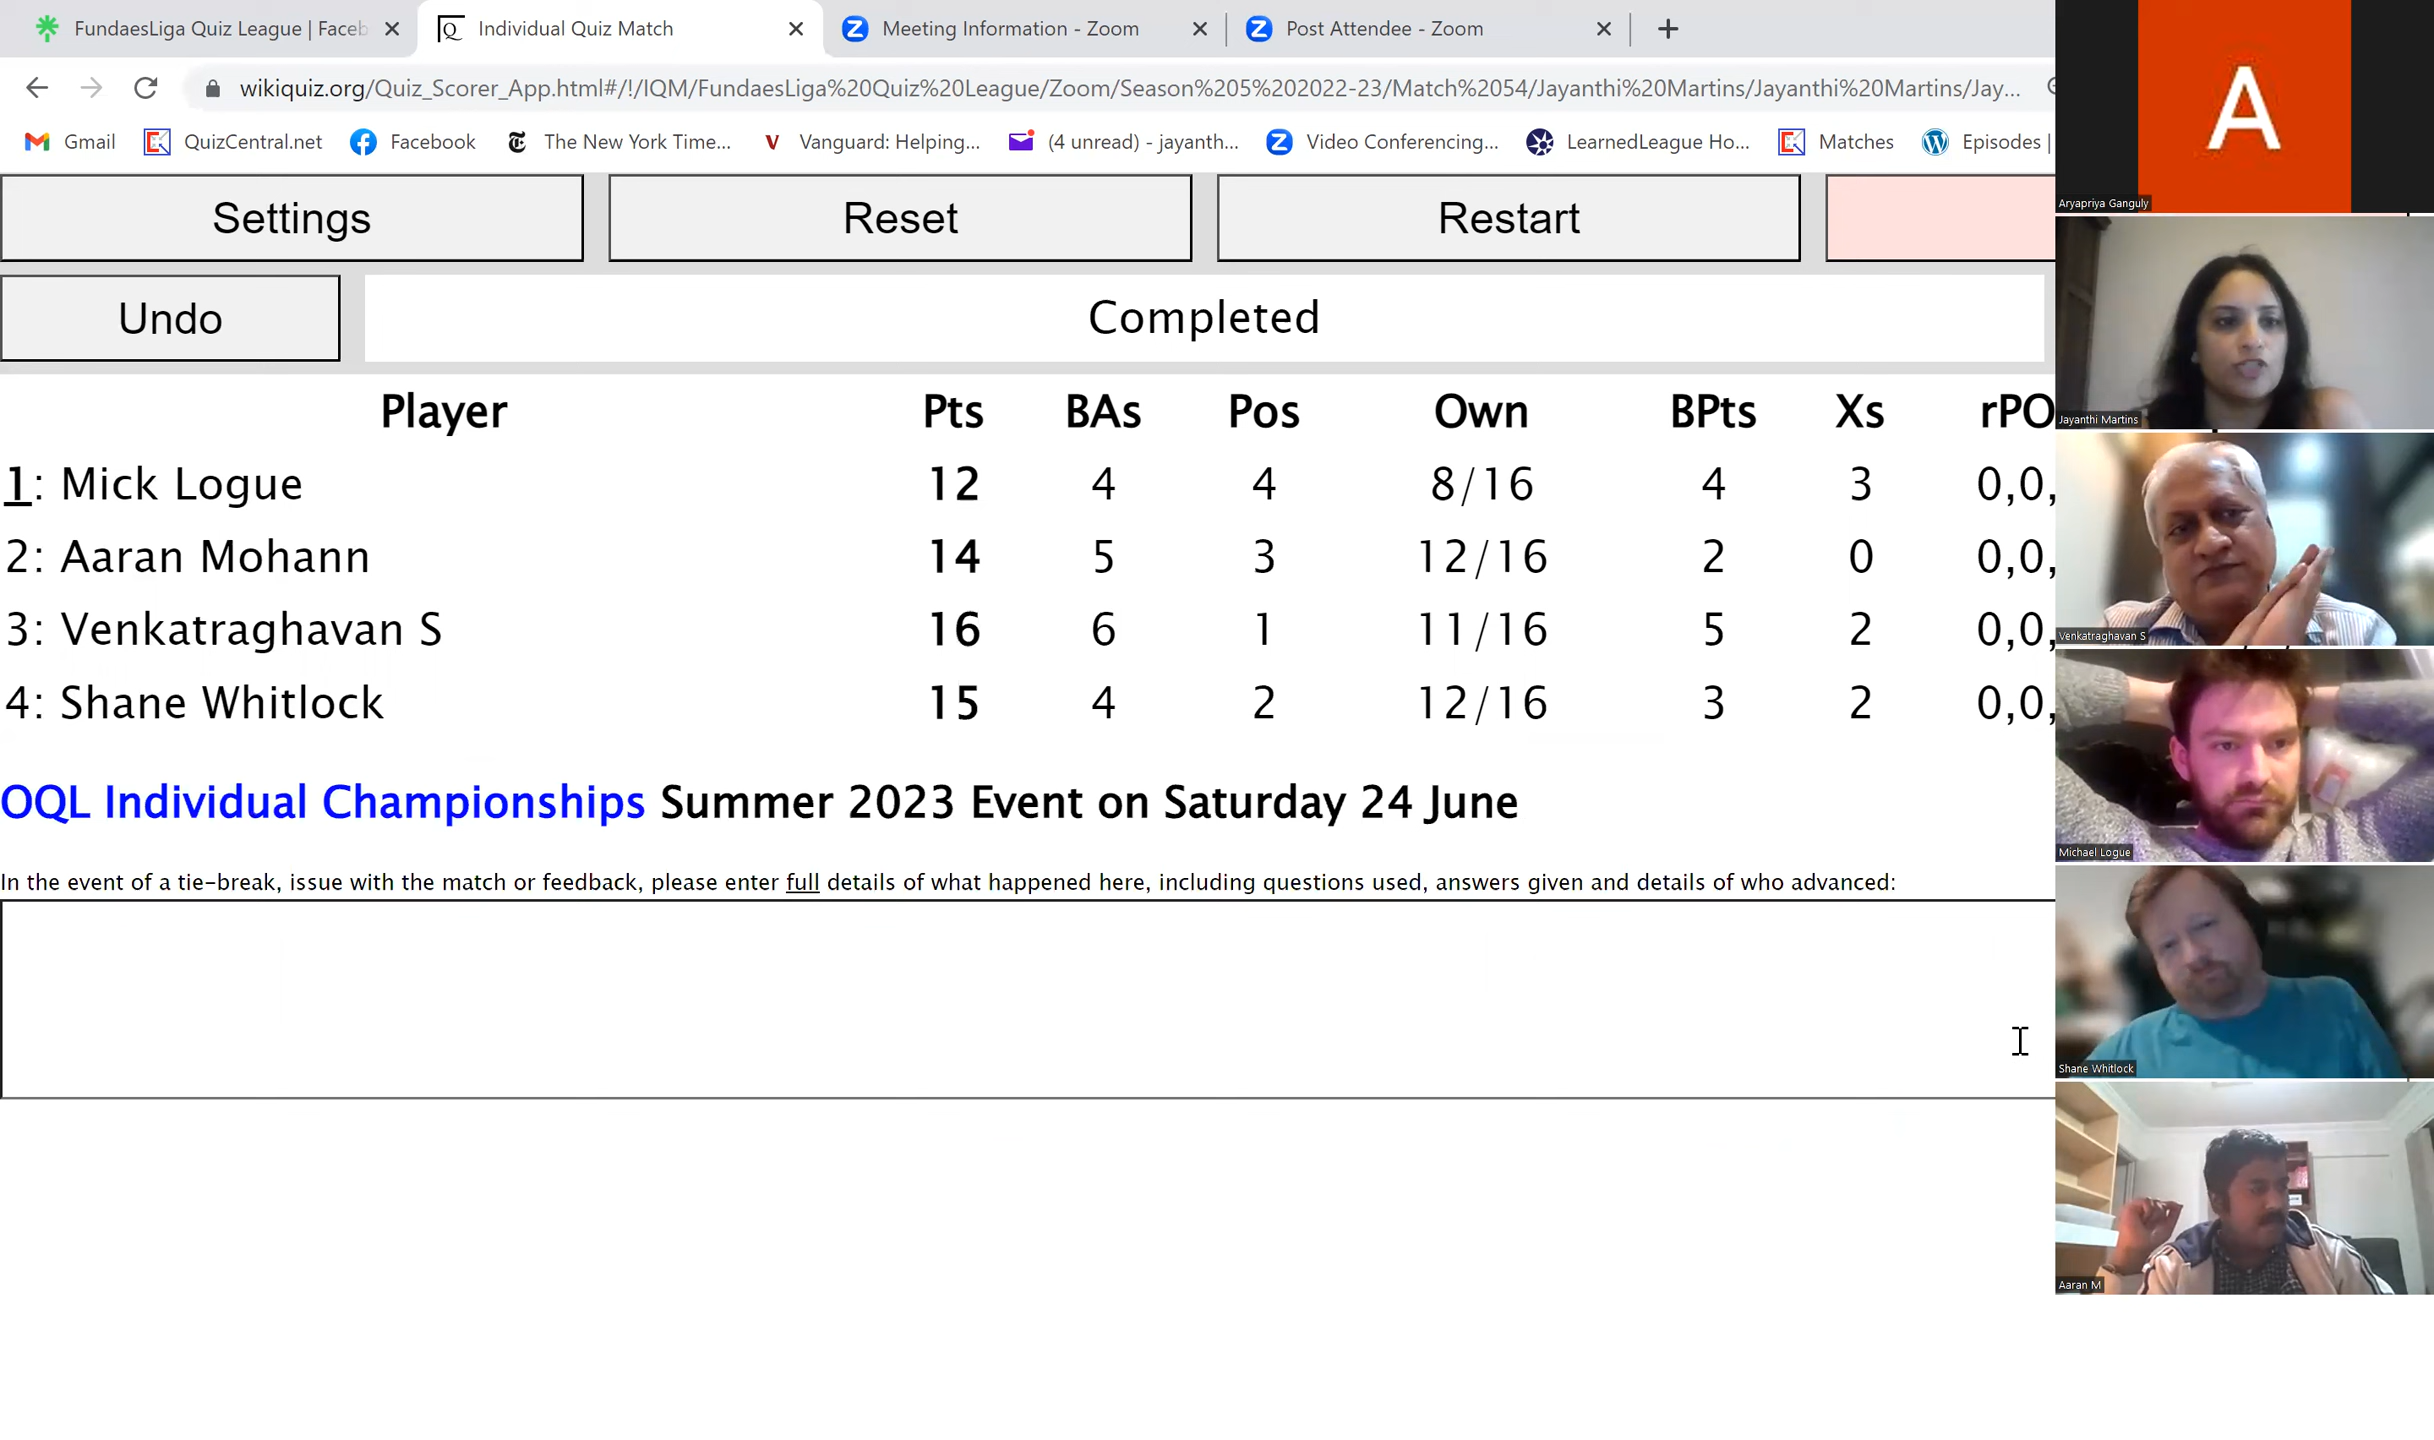 FundaesLiga Quiz League | Faceb
Individual Quiz Match
Meeting Information - Zoom
Post Attendee - Zoom
wikiquiz.org/Quiz_Scorer_App.html#/!/IQM/FundaesLiga%20Quiz%20League/Zoom/Season%205%202022-23/Match%2054/Jayanthi%20Martins/Jayanthi%20Martins/Jay...
Gmail QuizCentral.net Facebook The New York Time... Vanguard: Helping... (4 unread) - jayanth... Video Conferencing... LearnedLeague Ho... Matches Episodes |
Settings Reset Restart
Undo Completed
Player Pts BAs Pos Own BPts Xs rPO
1: Mick Logue 12 4 4 8/16 4 3 0,0,
2: Aaran Mohann 14 5 3 12/16 2 0 0,0,
3: Venkatraghavan S 16 6 1 11/16 5 2 0,0,
4: Shane Whitlock 15 4 2 12/16 3 2 0,0,
OQL Individual Championships Summer 2023 Event on Saturday 24 June
In the event of a tie-break, issue with the match or feedback, please enter full details of what happened here, including questions used, answers given and details of who advanced:
A
Aryapriya Ganguly
Jayanthi Martins
Venkatraghavan S
Michael Logue
Shane Whitlock
Aaran M